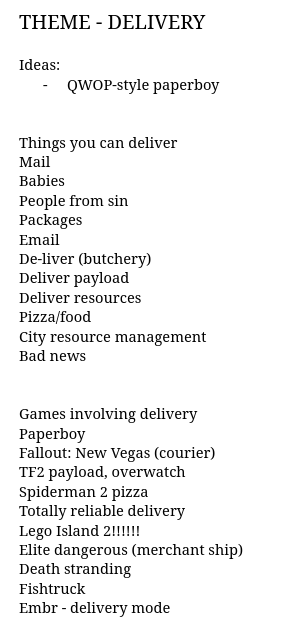 THEME - DELIVERY
Ideas:
- QWOP-style paperboy
Things you can deliver
Mail
Babies
People from sin
Packages
Email
De-liver (butchery)
Deliver payload
Deliver resources
Pizza/food
City resource management
Bad news
Games involving delivery
Paperboy
Fallout: New Vegas (courier)
TF2 payload, overwatch
Spiderman 2 pizza
Totally reliable delivery
Lego Island 2!!!!!!
Elite dangerous (merchant ship)
Death stranding
Fishtruck
Embr - delivery mode